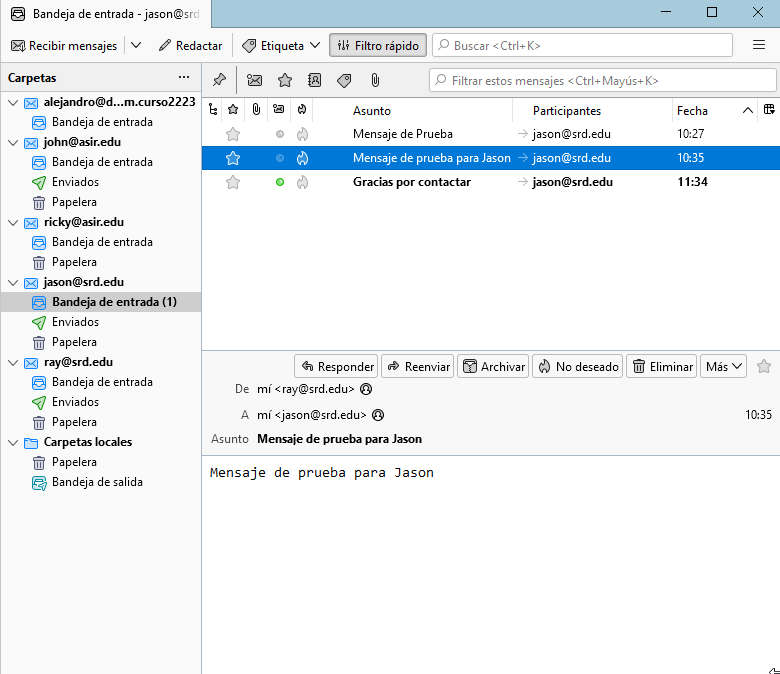 Bandeja de entrada - jason@srd
Recibir mensajes Redactar Etiqueta Filtro rápido Buscar <Ctrl+K>
Carpetas ···
Filtrar estos mensajes <Ctrl+Mayús+K>
alejandro@d...m.curso2223
Bandeja de entrada
john@asir.edu
Bandeja de entrada
Enviados
Papelera
ricky@asir.edu
Bandeja de entrada
Papelera
jason@srd.edu
Bandeja de entrada (1)
Enviados
Papelera
ray@srd.edu
Bandeja de entrada
Enviados
Papelera
Carpetas locales
Papelera
Bandeja de salida
Asunto Participantes Fecha
Mensaje de Prueba jason@srd.edu 10:27
Mensaje de prueba para Jason jason@srd.edu 10:35
Gracias por contactar jason@srd.edu 11:34
Responder Reenviar Archivar No deseado Eliminar Más
De mí <ray@srd.edu>
A mí <jason@srd.edu> 10:35
Asunto Mensaje de prueba para Jason
Mensaje de prueba para Jason